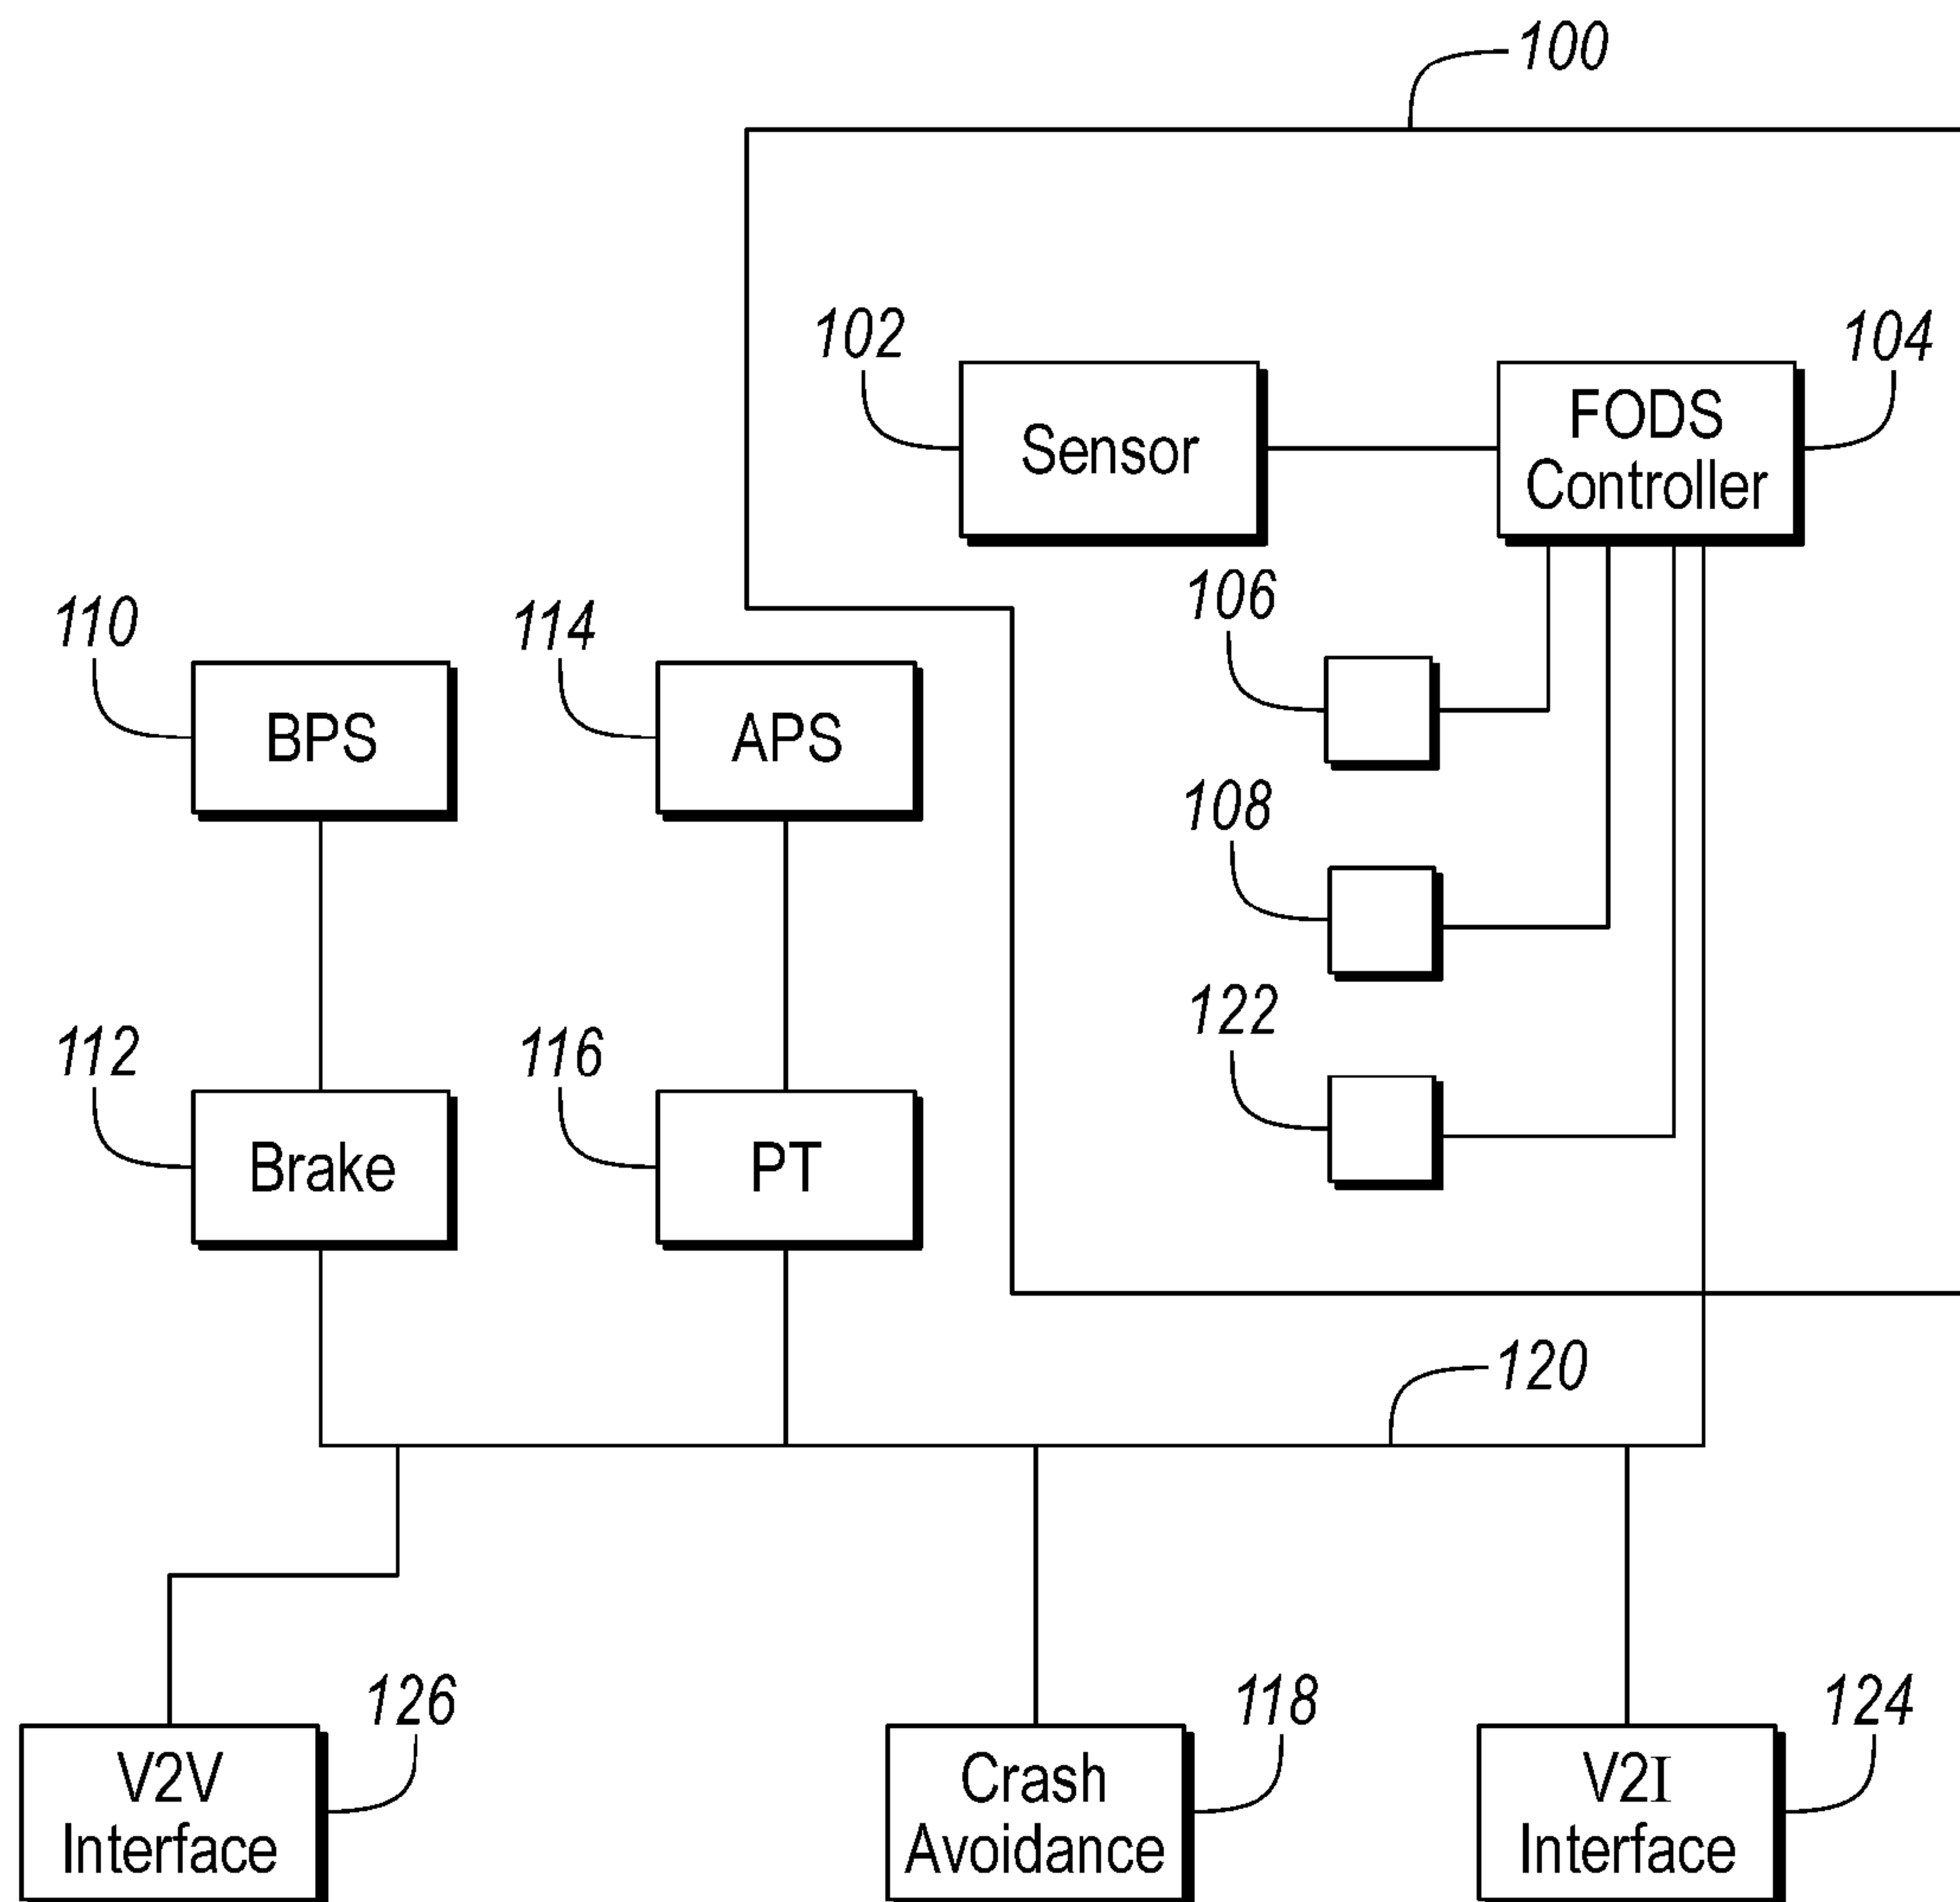 100
102
104
Sensor
FODS
Controller
106
110
114
BPS
APS
108
122
112
116
Brake
PT
120
126
118
124
V2V
Interface
Crash
Avoidance
V2I
Interface